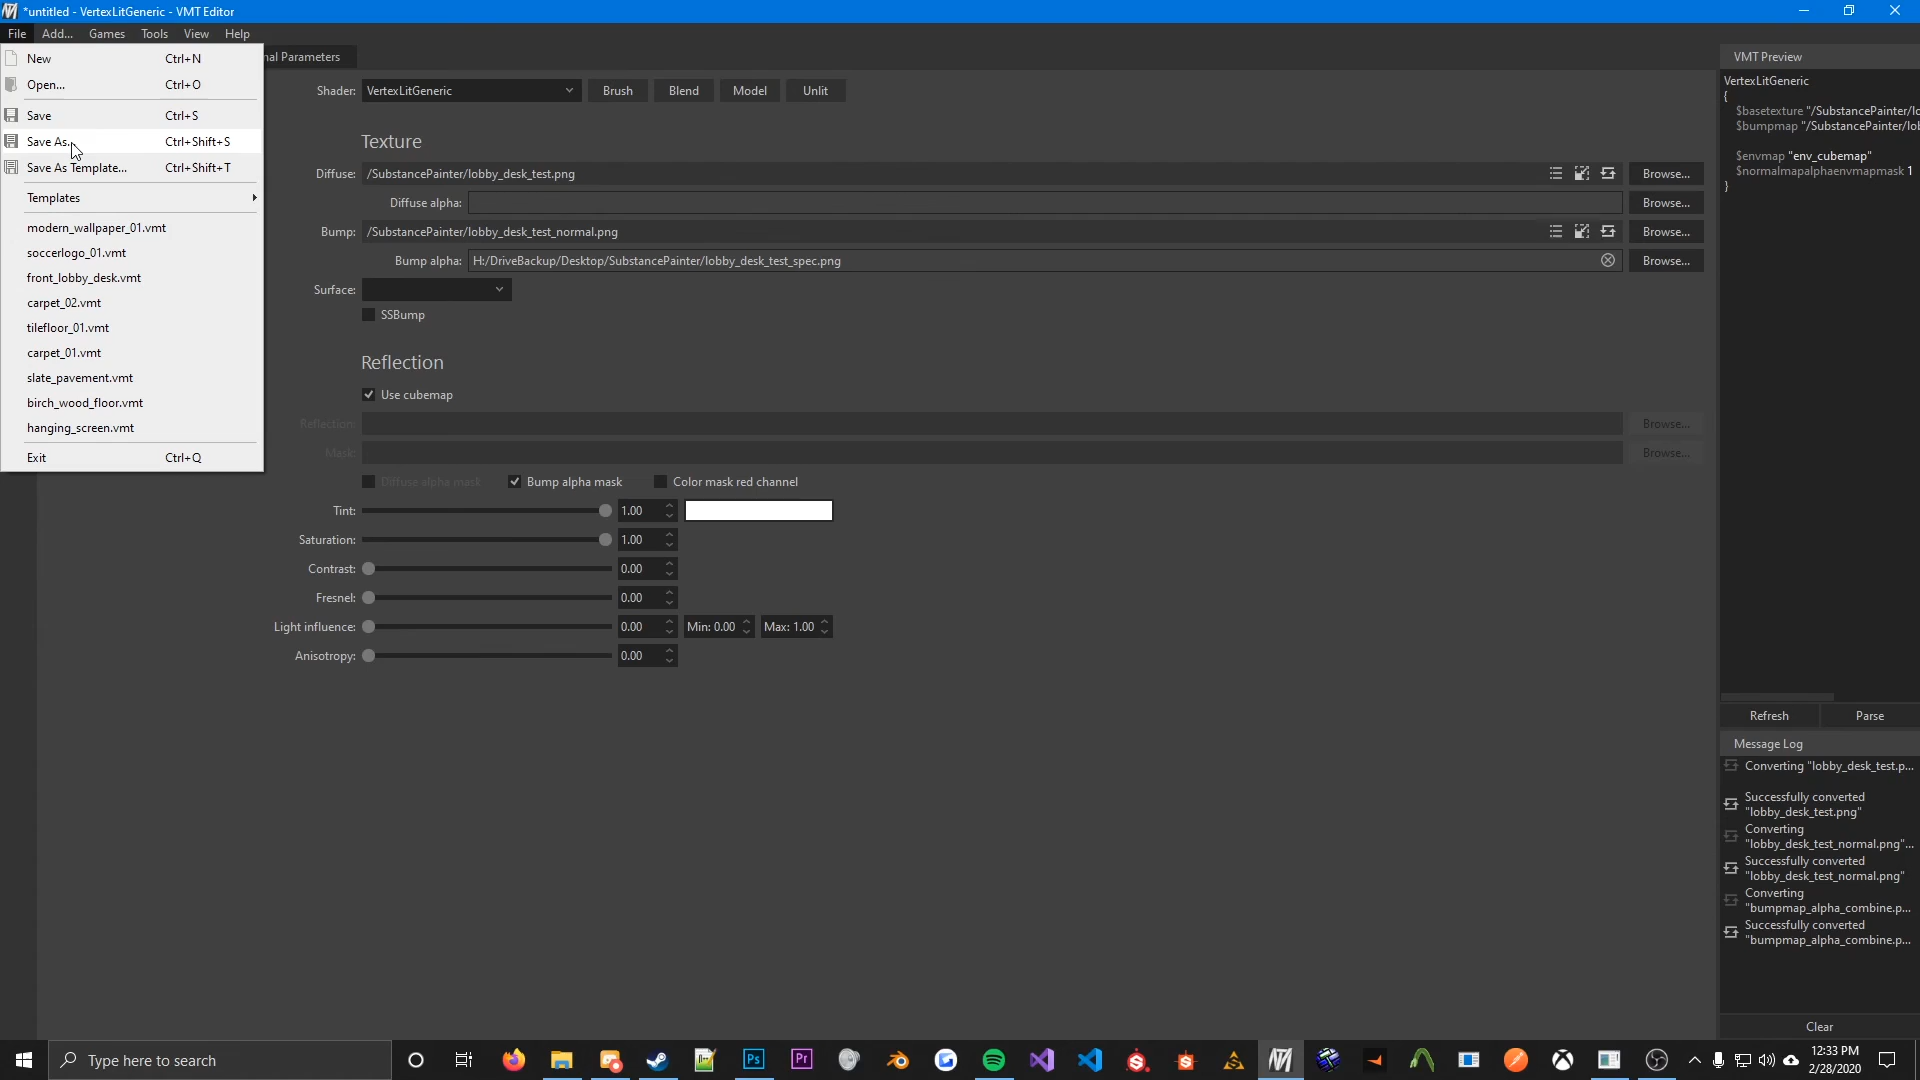 *untitled - VertexLitGeneric - VMT Editor
File Add... Games Tools View Help
New Ctrl+N
Open... Ctrl+O
Save Ctrl+S
Save As... Ctrl+Shift+S
Save As Template... Ctrl+Shift+T
Templates
modern_wallpaper_01.vmt
soccerlogo_01.vmt
front_lobby_desk.vmt
carpet_02.vmt
tilefloor_01.vmt
carpet_01.vmt
slate_pavement.vmt
birch_wood_floor.vmt
hanging_screen.vmt
Exit Ctrl+Q
nal Parameters
Shader: VertexLitGeneric Brush Blend Model Unlit
Texture
Diffuse: /SubstancePainter/lobby_desk_test.png Browse...
Diffuse alpha: Browse...
Bump: /SubstancePainter/lobby_desk_test_normal.png Browse...
Bump alpha: H:/DriveBackup/Desktop/SubstancePainter/lobby_desk_test_spec.png Browse...
Surface:
SSBump
Reflection
Use cubemap
Reflection: Browse...
Mask: Browse...
Diffuse alpha mask Bump alpha mask Color mask red channel
Tint: 1.00
Saturation: 1.00
Contrast: 0.00
Fresnel: 0.00
Light influence: 0.00 Min: 0.00 Max: 1.00
Anisotropy: 0.00
VMT Preview
VertexLitGeneric
{
$basetexture "/SubstancePainter/lo
$bumpmap "/SubstancePainter/lob
$envmap "env_cubemap"
$normalmapalphaenvmapmask 1
}
Refresh Parse
Message Log
Converting "lobby_desk_test.p...
Successfully converted
"lobby_desk_test.png"
Converting
"lobby_desk_test_normal.png"...
Successfully converted
"lobby_desk_test_normal.png"
Converting
"bumpmap_alpha_combine.p...
Successfully converted
"bumpmap_alpha_combine.p...
Clear
Type here to search
Ps
Pr
12:33 PM
2/28/2020